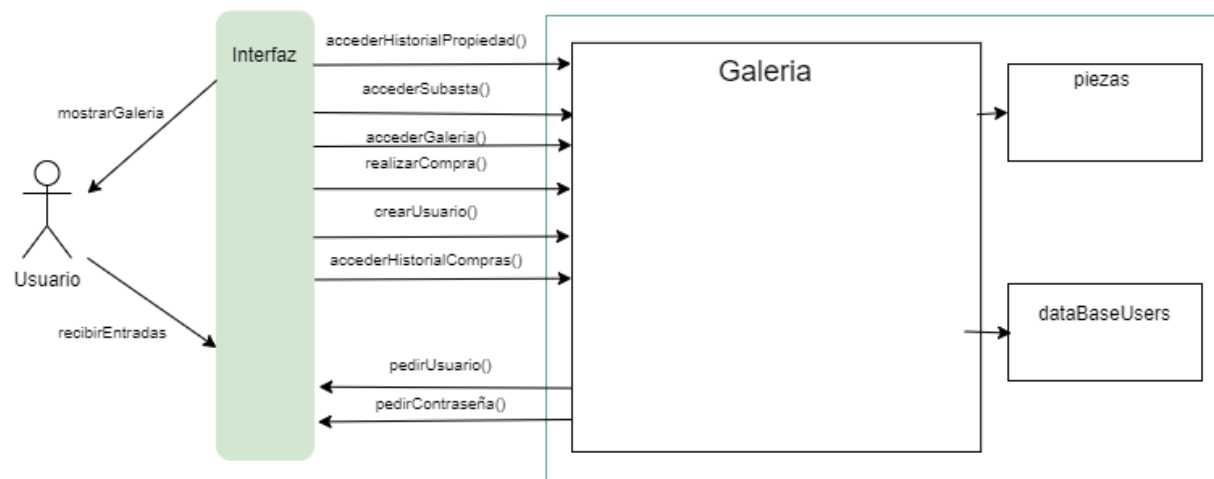 accederHistorialPropiedad()
Interfaz
Galeria
piezas
accederSubasta()
mostrarGaleria
accederGaleria()
realizarCompra()
crearUsuario()
accederHistorialCompras()
Usuario
dataBaseUsers
recibirEntradas
pedirUsuario()
pedirContraseña()